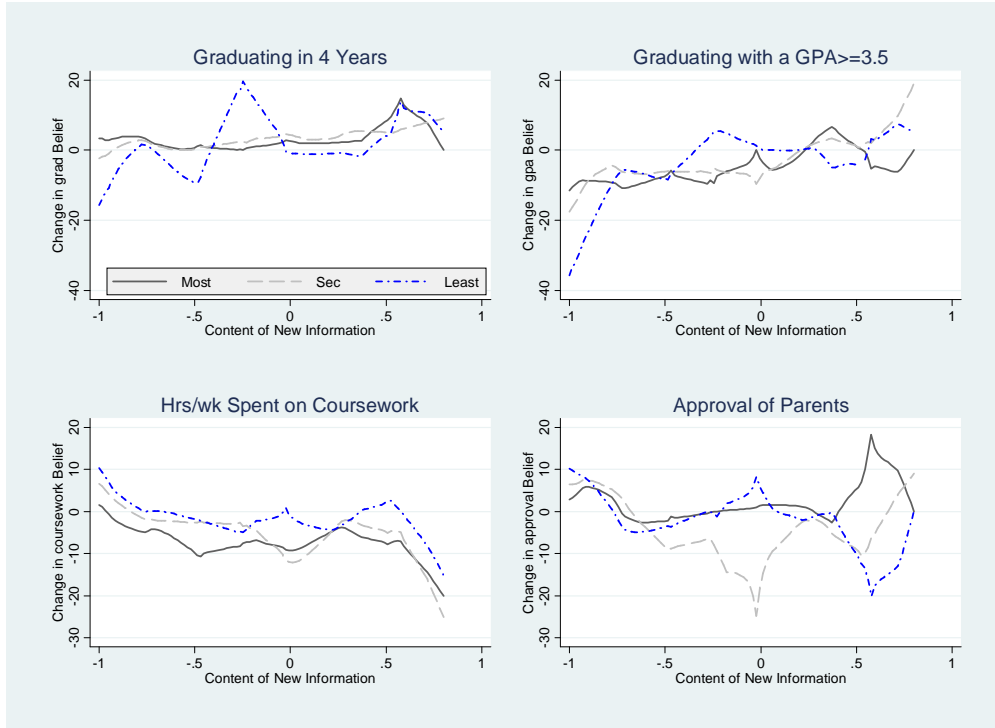 Graduating in 4 Years
Change in grad Belief
20
0
-20
-40
Most Sec Least
-1 -.5 0 .5 1
Content of New Information
Graduating with a GPA>=3.5
Change in gpa Belief
20
0
-20
-40
-1 -.5 0 .5 1
Content of New Information
Hrs/wk Spent on Coursework
Change in coursework Belief
20
10
0
-10
-20
-30
-1 -.5 0 .5 1
Content of New Information
Approval of Parents
Change in approval Belief
20
10
0
-10
-20
-30
-1 -.5 0 .5 1
Content of New Information